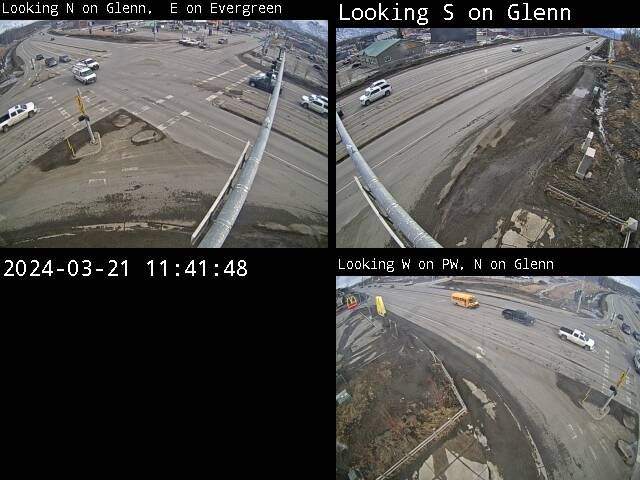 Looking N on Glenn, E on Evergreen
Looking S on Glenn
2024-03-21 11:41:48
Looking W on PW, N on Glenn